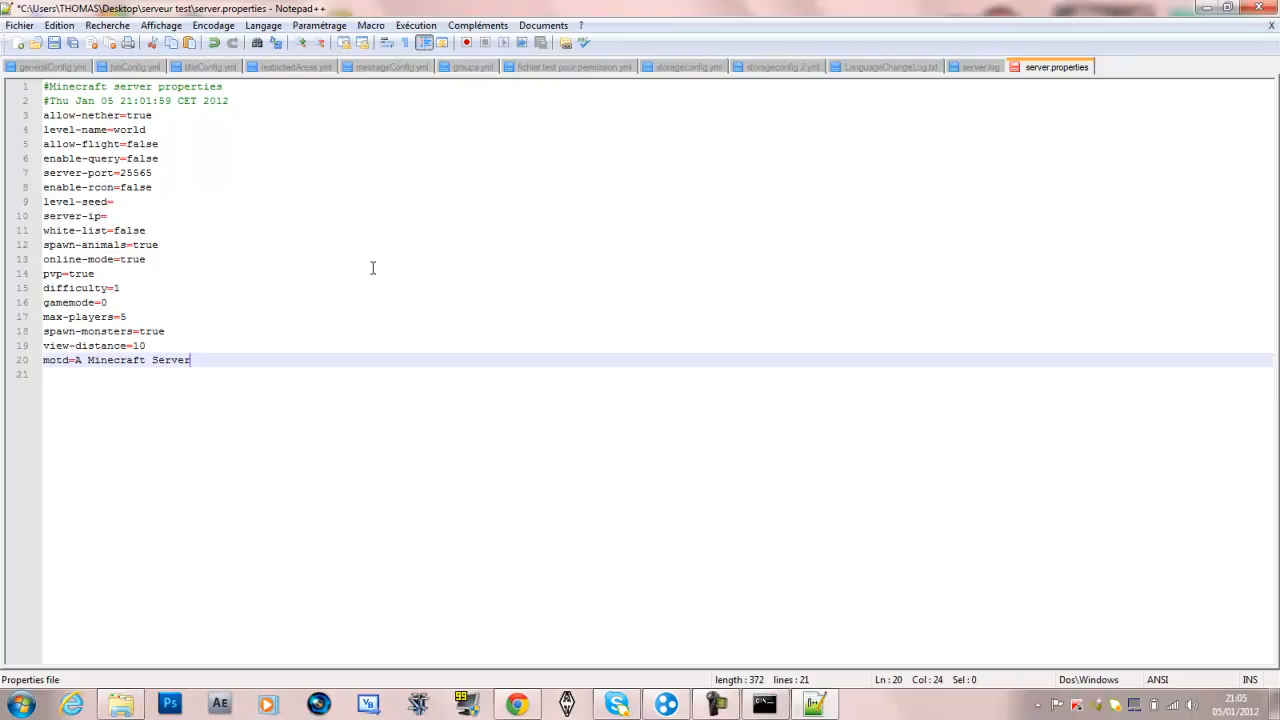 *C:\Users\THOMAS\Desktop\serveur test\server.properties - Notepad++
Fichier Edition Recherche Affichage Encodage Langage Paramétrage Macro Exécution Compléments Documents ? X
generalConfig.yml jobConfig.yml titleConfig.yml restrictedAreas.yml messageConfig.yml groups.yml fichier test pour permission.yml storageconfig.yml storageconfig 2.yml LanguageChangeLog.txt server.log server.properties
1 #Minecraft server properties
2 #Thu Jan 05 21:01:59 CET 2012
3 allow-nether=true
4 level-name=world
5 allow-flight=false
6 enable-query=false
7 server-port=25565
8 enable-rcon=false
9 level-seed=
10 server-ip=
11 white-list=false
12 spawn-animals=true
13 online-mode=true
14 pvp=true
15 difficulty=1
16 gamemode=0
17 max-players=5
18 spawn-monsters=true
19 view-distance=10
20 motd=A Minecraft Server
21
Properties file length : 372 lines : 21 Ln : 20 Col : 24 Sel : 0 Dos\Windows ANSI INS
Ps AE VB 99 21:05
05/01/2012